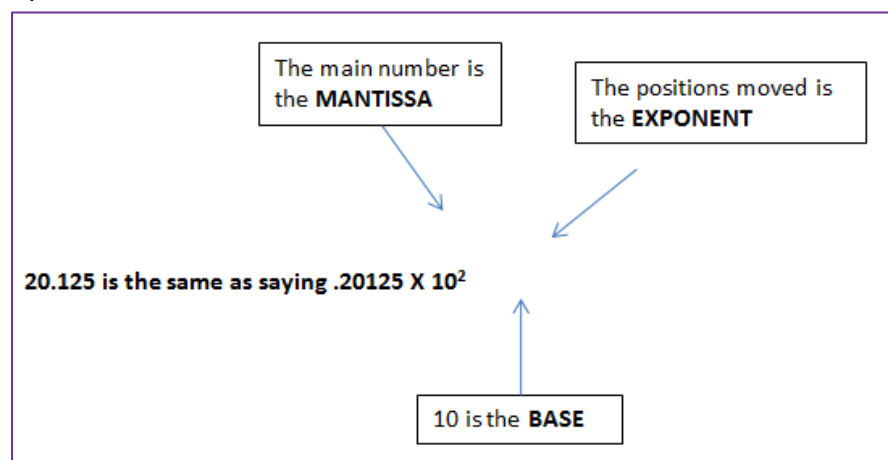 The main number is
the MANTISSA
The positions moved is
the EXPONENT
20.125 is the same as saying .20125 X 10²
10 is the BASE